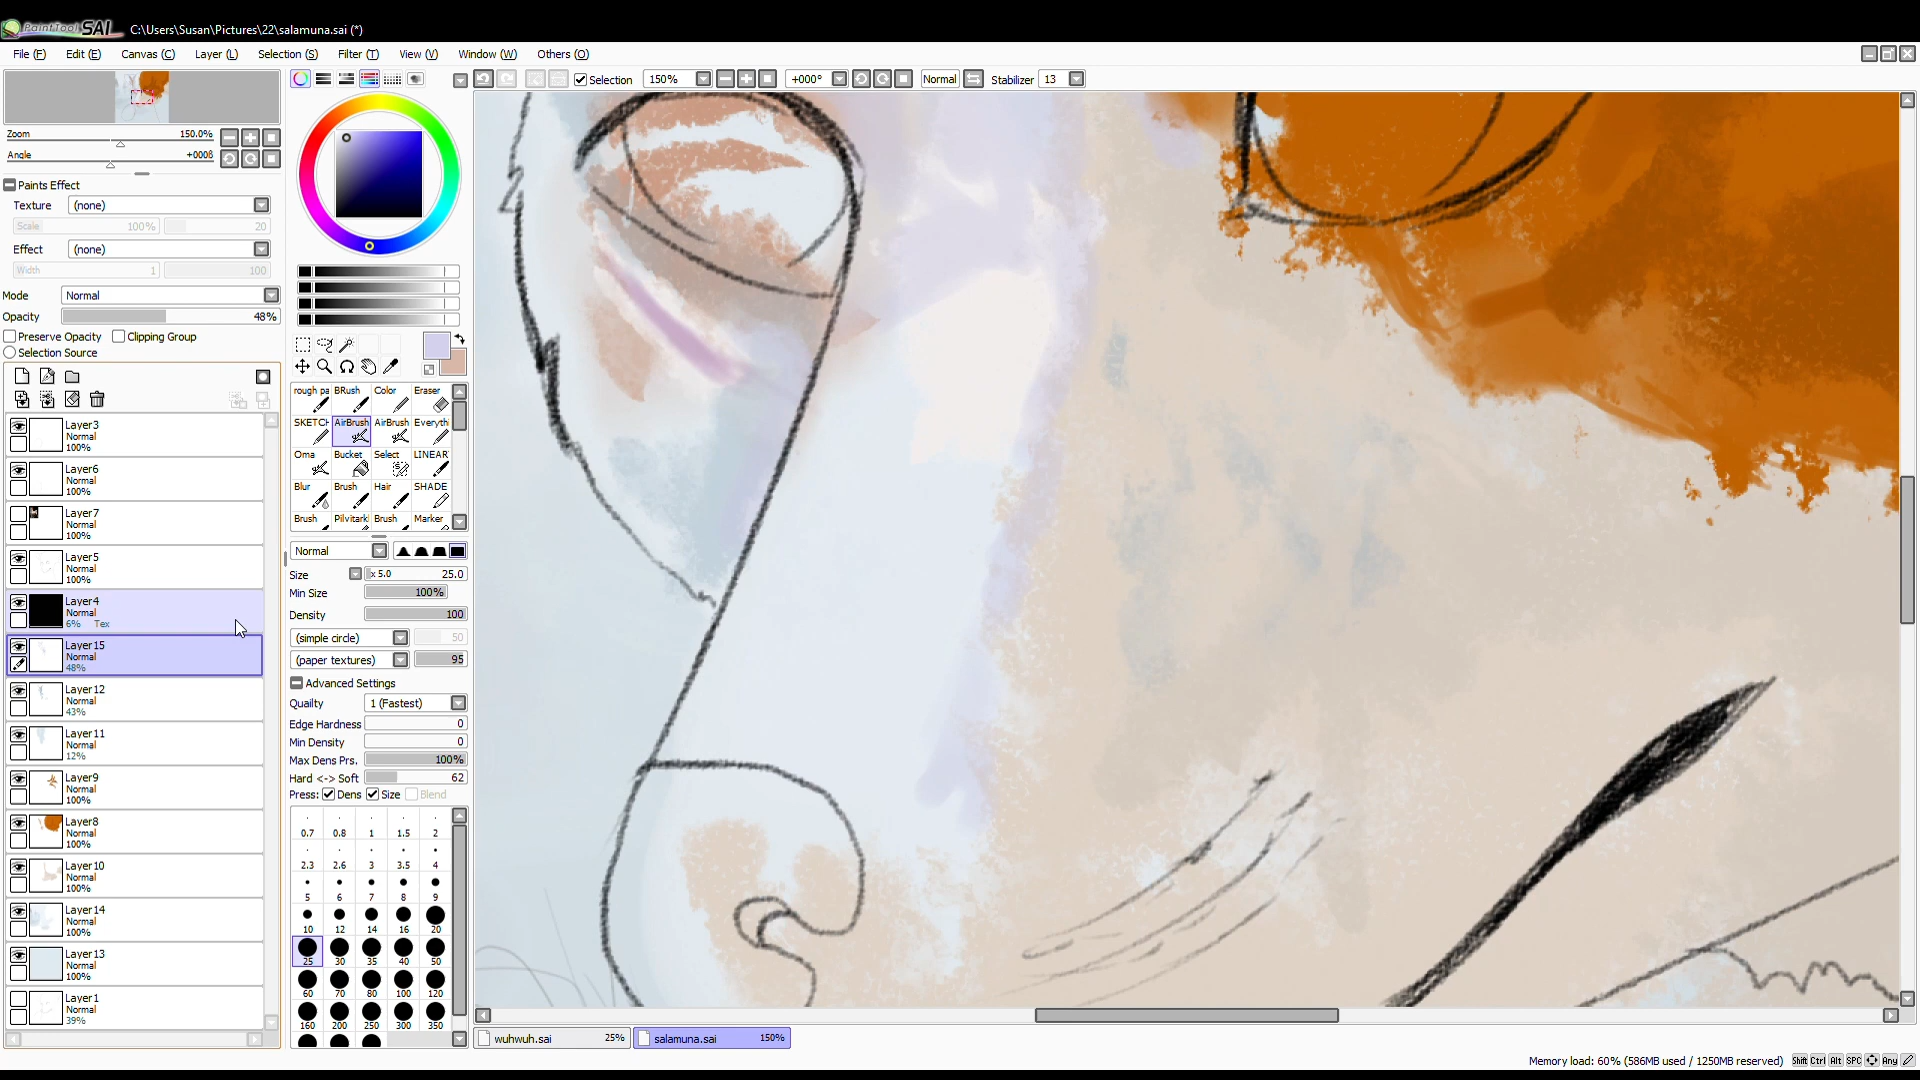 PaintTool SAI C:\Users\Susan\Pictures\22\salamuna.sai (*)
File (F) Edit (E) Canvas (C) Layer (L) Selection (S) Filter (T) View (V) Window (W) Others (O)
Selection 150% +000° Normal Stabilizer 13
Zoom 150.0%
Angle +000ß
Paints Effect
Texture (none)
Scale 100% 20
Effect (none)
Width 1 100
Mode Normal
Opacity 48%
Preserve Opacity Clipping Group
Selection Source
Layer3
Normal
100%
Layer6
Normal
100%
Layer7
Normal
100%
Layer5
Normal
100%
Layer4
Normal
6% Tex
Layer15
Normal
48%
Layer12
Normal
43%
Layer11
Normal
12%
Layer9
Normal
100%
Layer8
Normal
100%
Layer10
Normal
100%
Layer14
Normal
100%
Layer13
Normal
100%
Layer1
Normal
39%
rough pa BRush Color Eraser
SKETCH AirBrush AirBrush Everythi
Oma Bucket Select LINEAR
Blur Brush Hair SHADE
Brush Pilvitark Brush Marker
Normal
Size x 5.0 25.0
Min Size 100%
Density 100
(simple circle) 50
(paper textures) 95
Advanced Settings
Quailty 1 (Fastest)
Edge Hardness 0
Min Density 0
Max Dens Prs. 100%
Hard <-> Soft 62
Press: Dens Size Blend
0.7 0.8 1 1.5 2
2.3 2.6 3 3.5 4
5 6 7 8 9
10 12 14 16 20
25 30 35 40 50
60 70 80 100 120
160 200 250 300 350
wuhwuh.sai 25% salamuna.sai 150%
Memory load: 60% (586MB used / 1250MB reserved) Shift Ctrl Alt SPC Any